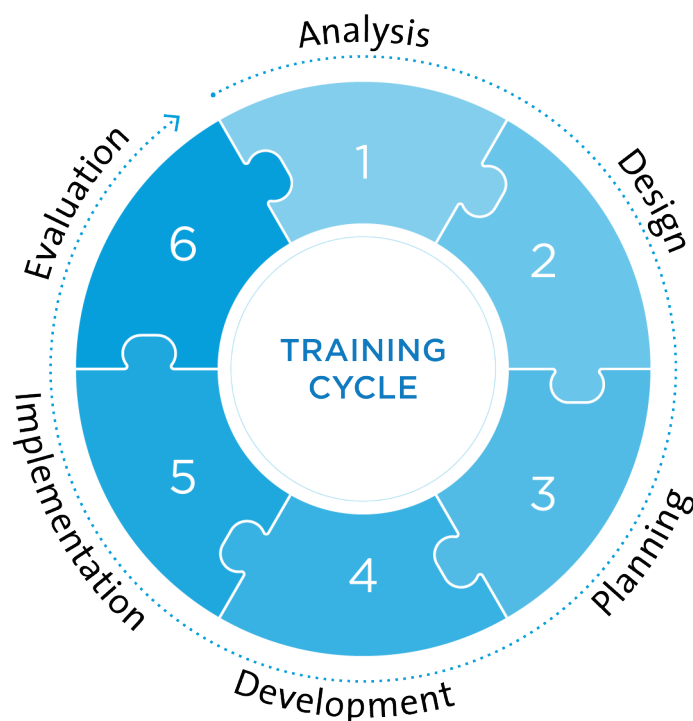 Analysis
1
Design
2
Planning
3
Development
4
Implementation
5
Evaluation
6
TRAINING
CYCLE